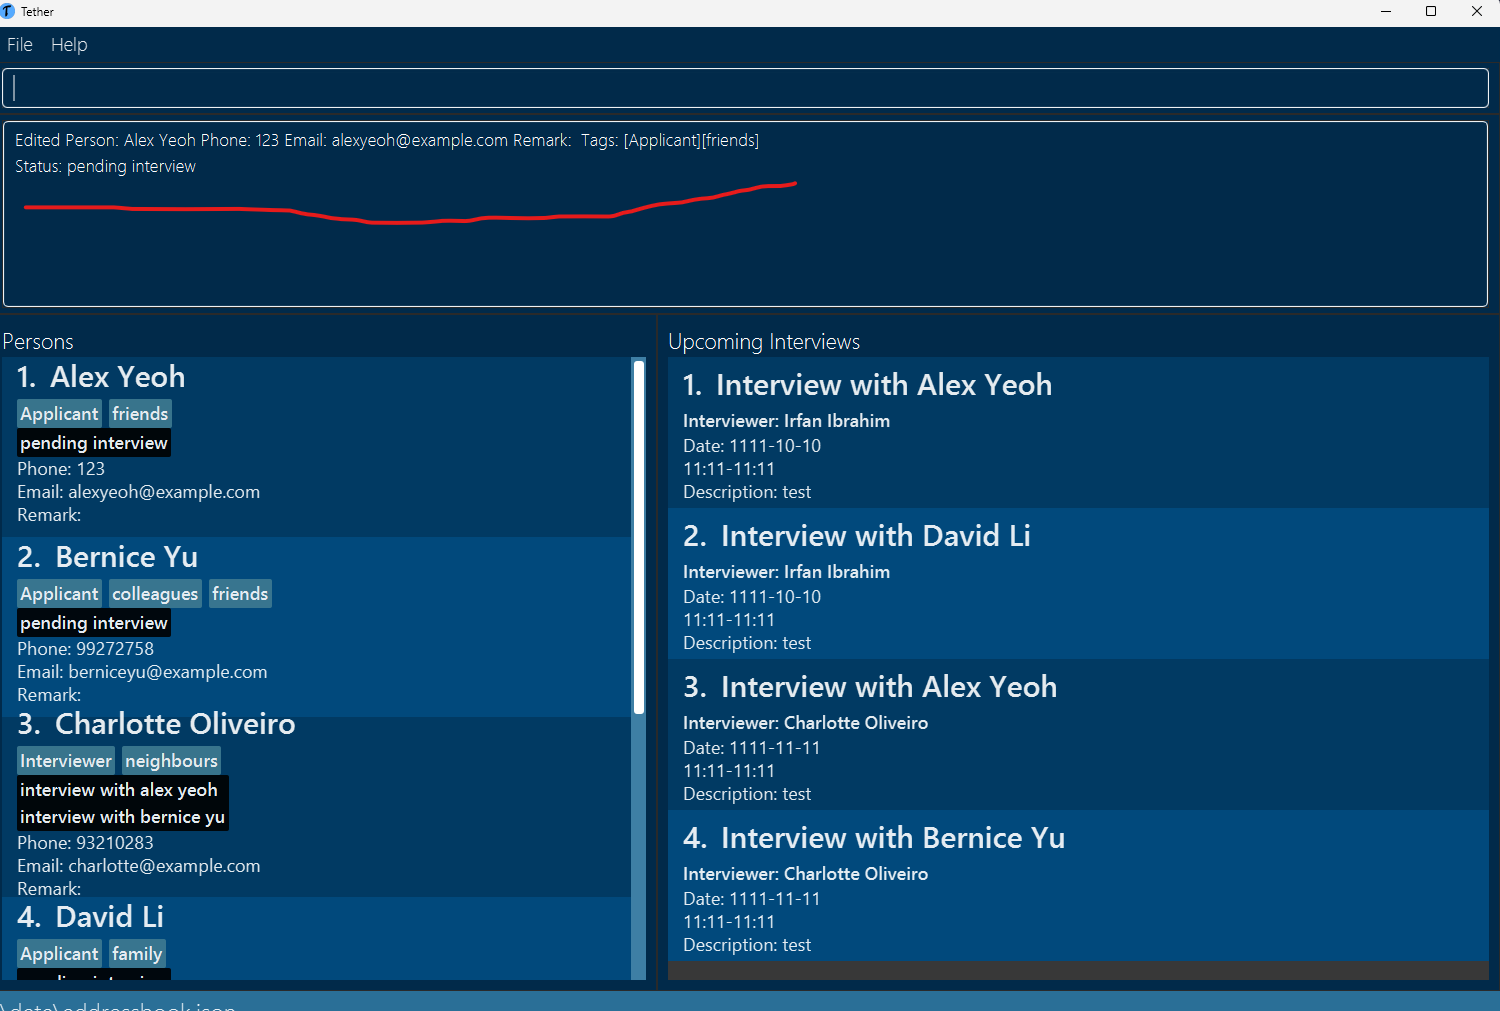 Tether
File Help
Edited Person: Alex Yeoh Phone: 123 Email: alexyeoh@example.com Remark:  Tags: [Applicant][friends]
Status: pending interview
Persons
1. Alex Yeoh
Applicant friends
pending interview
Phone: 123
Email: alexyeoh@example.com
Remark:
2. Bernice Yu
Applicant colleagues friends
pending interview
Phone: 99272758
Email: berniceyu@example.com
Remark:
3. Charlotte Oliveiro
Interviewer neighbours
interview with alex yeoh
interview with bernice yu
Phone: 93210283
Email: charlotte@example.com
Remark:
4. David Li
Applicant family
Upcoming Interviews
1. Interview with Alex Yeoh
Interviewer: Irfan Ibrahim
Date: 1111-10-10
11:11-11:11
Description: test
2. Interview with David Li
Interviewer: Irfan Ibrahim
Date: 1111-10-10
11:11-11:11
Description: test
3. Interview with Alex Yeoh
Interviewer: Charlotte Oliveiro
Date: 1111-11-11
11:11-11:11
Description: test
4. Interview with Bernice Yu
Interviewer: Charlotte Oliveiro
Date: 1111-11-11
11:11-11:11
Description: test
\data\addressbook.json